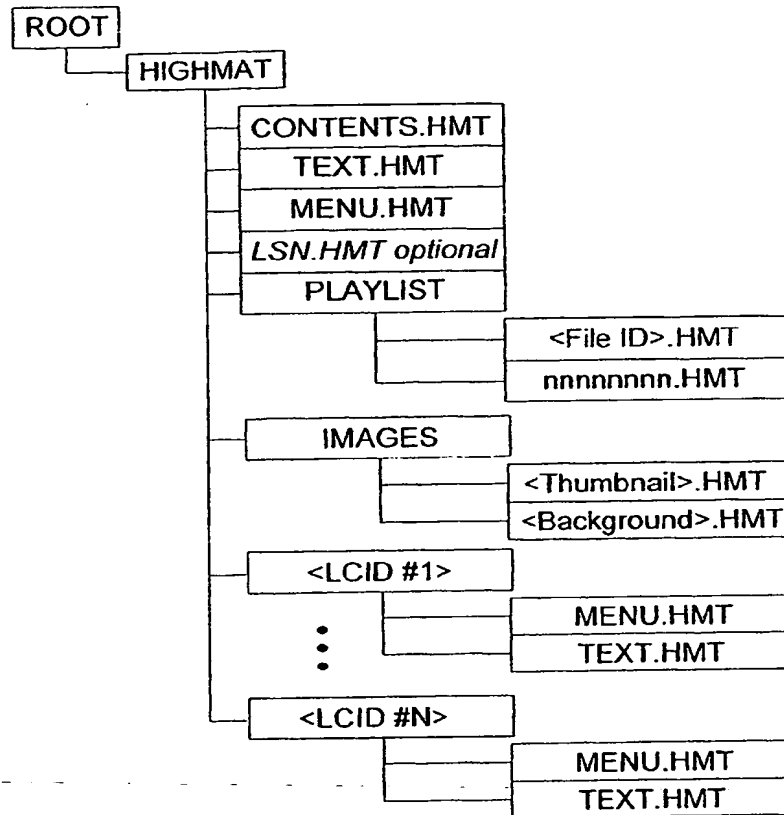 ROOT
HIGHMAT
CONTENTS.HMT
TEXT.HMT
MENU.HMT
LSN.HMT optional
PLAYLIST
<File ID>.HMT
nnnnnnnn.HMT
IMAGES
<Thumbnail>.HMT
<Background>.HMT
<LCID #1>
MENU.HMT
TEXT.HMT
<LCID #N>
MENU.HMT
TEXT.HMT